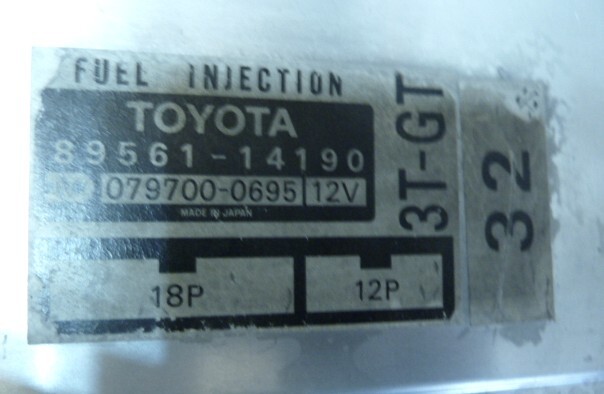 FUEL INJECTION
TOYOTA
89561-14190
079700-0695 12V
MADE IN JAPAN
18P
12P
3T-GT
32